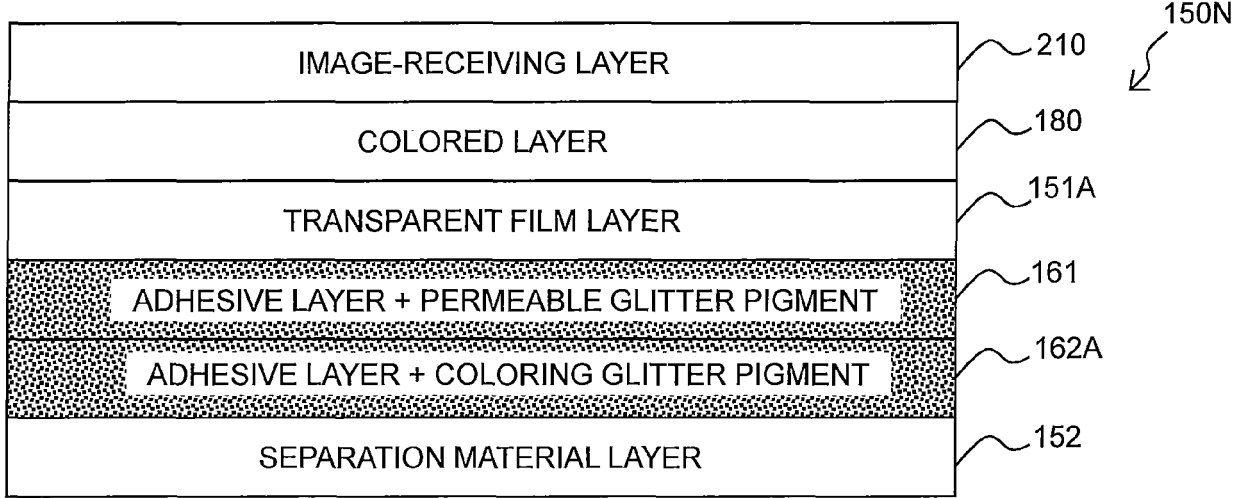 150N
IMAGE-RECEIVING LAYER 210
COLORED LAYER 180
TRANSPARENT FILM LAYER 151A
ADHESIVE LAYER + PERMEABLE GLITTER PIGMENT 161
ADHESIVE LAYER + COLORING GLITTER PIGMENT 162A
SEPARATION MATERIAL LAYER 152